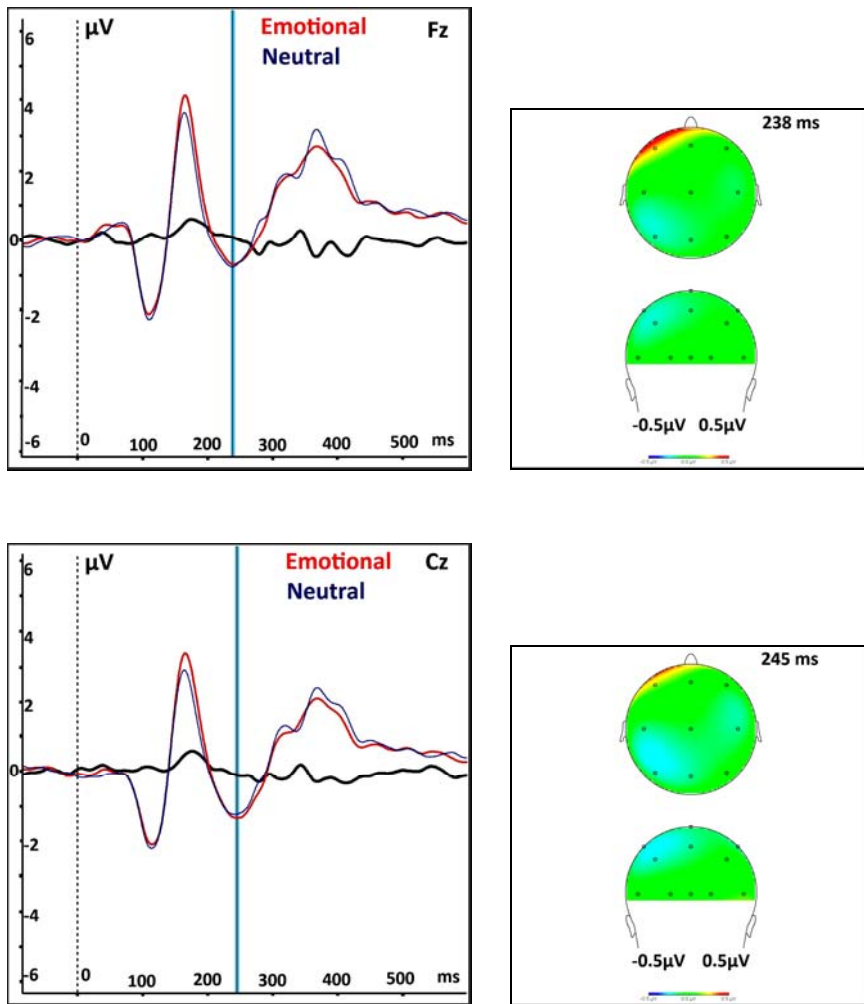 6 μV Emotional Fz
Neutral
4
2
0
-2
-4
-6 0 100 200 300 400 500 ms
238 ms
-0.5μV 0.5μV
6 μV Emotional Cz
Neutral
4
2
0
-2
-4
-6 0 100 200 300 400 500 ms
245 ms
-0.5μV 0.5μV